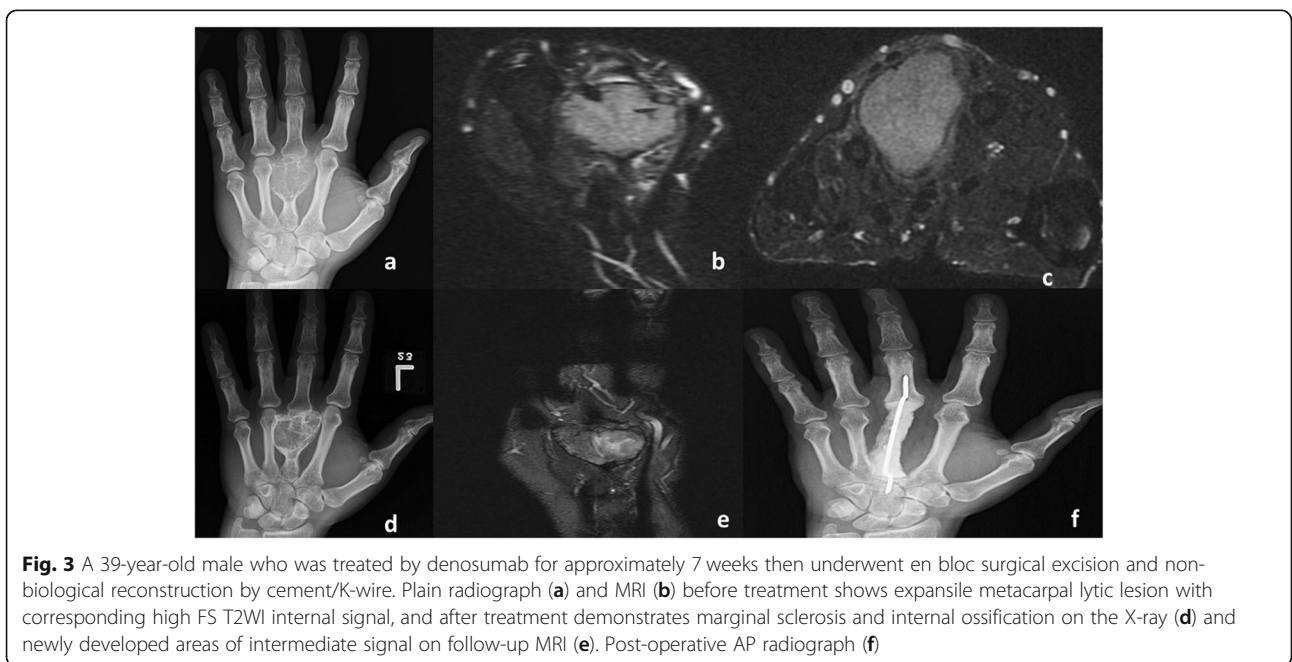 a
b
c
23
d
e
f
Fig. 3 A 39-year-old male who was treated by denosumab for approximately 7 weeks then underwent en bloc surgical excision and non-
biological reconstruction by cement/K-wire. Plain radiograph (a) and MRI (b) before treatment shows expansile metacarpal lytic lesion with
corresponding high FS T2WI internal signal, and after treatment demonstrates marginal sclerosis and internal ossification on the X-ray (d) and
newly developed areas of intermediate signal on follow-up MRI (e). Post-operative AP radiograph (f)